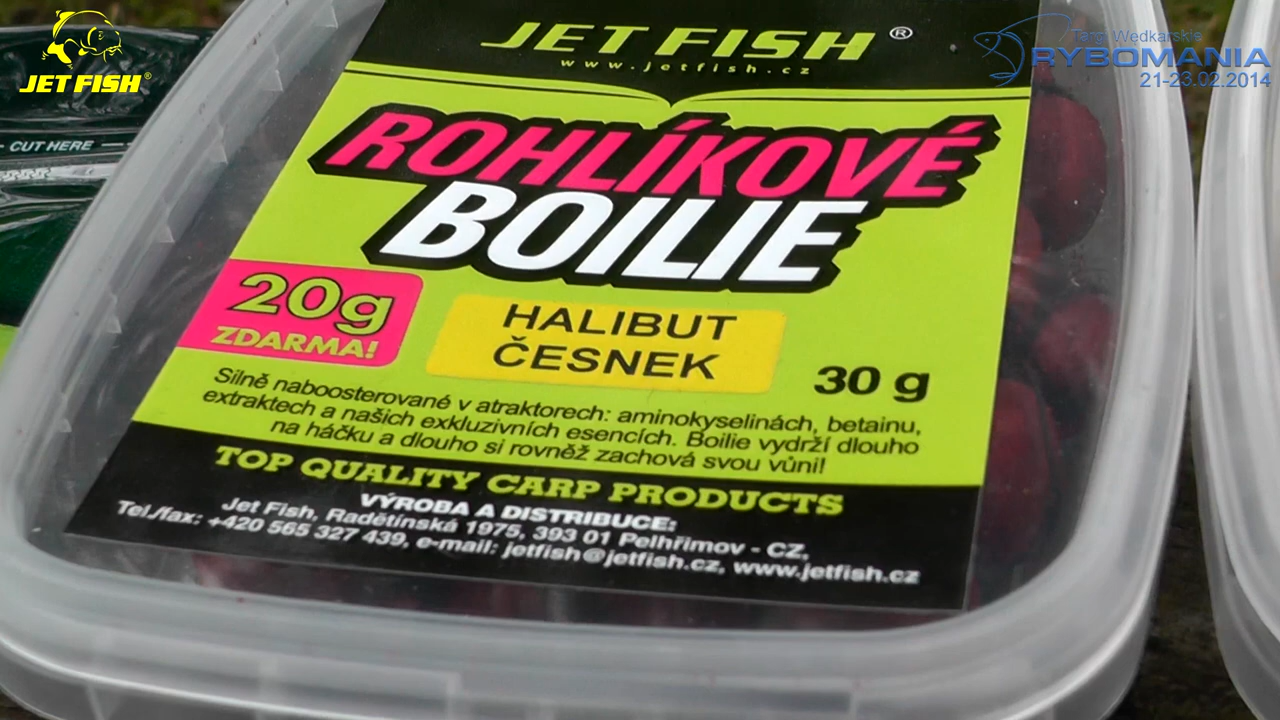 JET FISH®
Targi Wędkarskie
RYBOMANIA
21-23.02.2014
CUT HERE
JET FISH®
www.jetfish.cz
ROHLÍKOVÉ
BOILIE
20g
ZDARMA!
HALIBUT
ČESNEK
30 g
Silně naboosterované v atraktorech: aminokyselinách, betainu,
extraktech a našich exkluzivních esencích. Boilie vydrží dlouho
na háčku a dlouho si rovněž zachová svou vůni!
TOP QUALITY CARP PRODUCTS
VÝROBA A DISTRIBUCE:
Jet Fish, Radětínská 1975, 393 01 Pelhřimov - CZ,
Tel./fax: +420 565 327 439, e-mail: jetfish@jetfish.cz, www.jetfish.cz